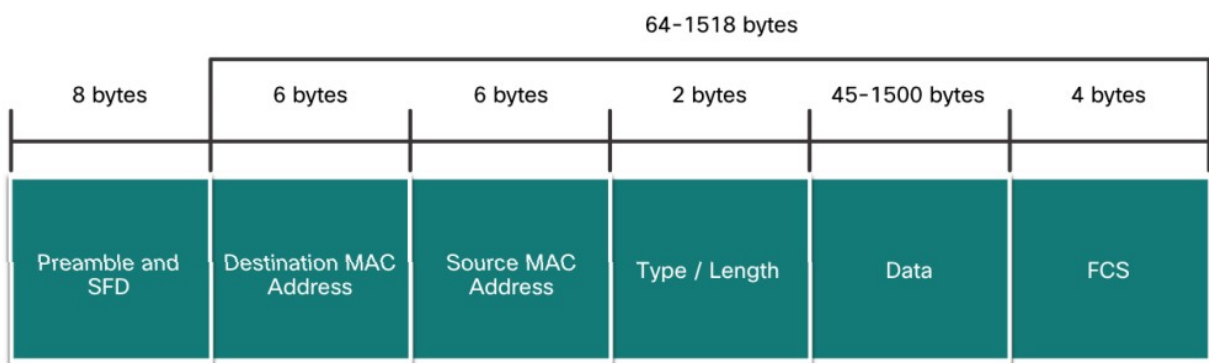 64-1518 bytes
8 bytes
6 bytes
6 bytes
2 bytes
45-1500 bytes
4 bytes
Preamble and
SFD
Destination MAC
Address
Source MAC
Address
Type / Length
Data
FCS